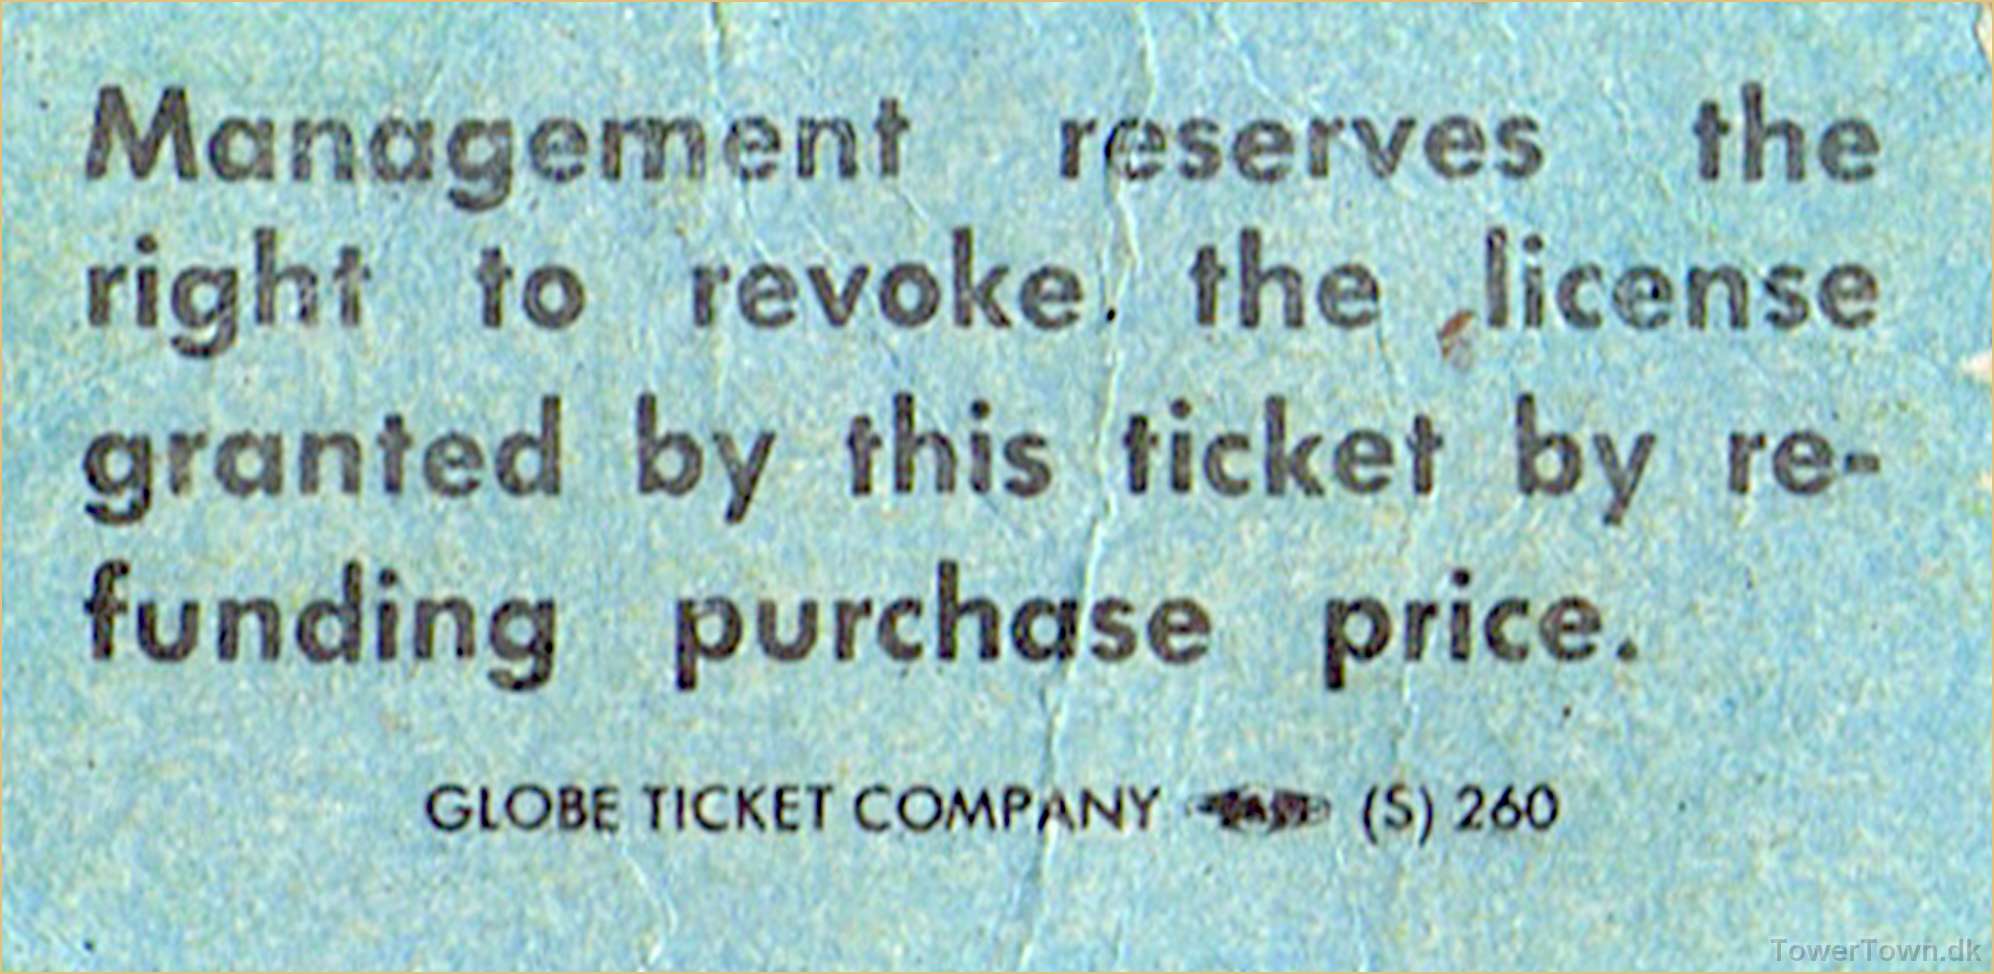 Management reserves the
right to revoke the license
granted by this ticket by re-
funding purchase price.
GLOBE TICKET COMPANY (S) 260
TowerTown.dk